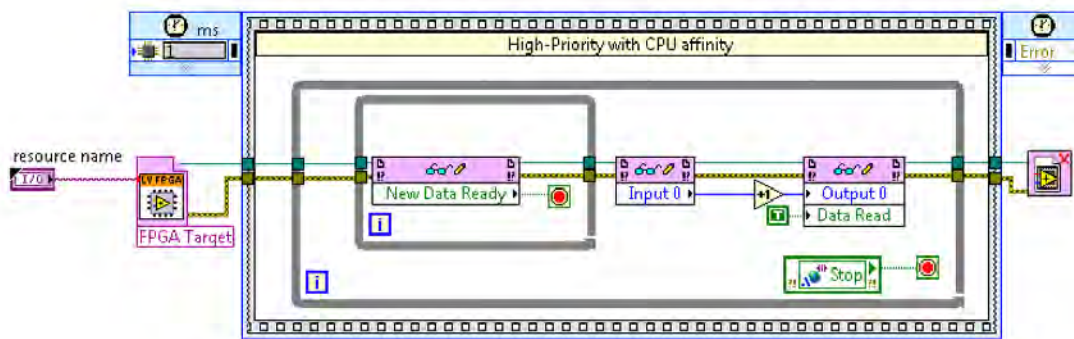 ms
1
High-Priority with CPU affinity
Error
resource name
I/O
LV FPGA
FPGA Target
New Data Ready
i
Input 0
+1
Output 0
T
Data Read
Stop
i